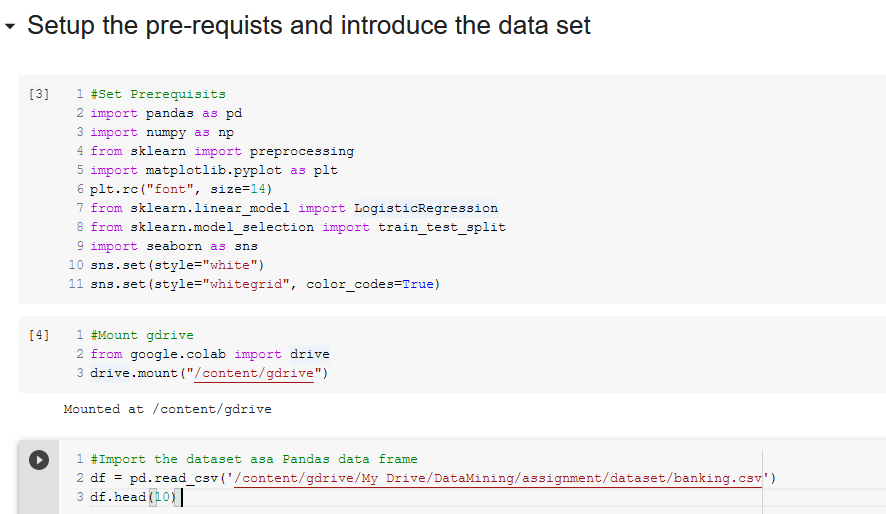 Setup the pre-requists and introduce the data set
[3] 1 #Set Prerequisits
2 import pandas as pd
3 import numpy as np
4 from sklearn import preprocessing
5 import matplotlib.pyplot as plt
6 plt.rc("font", size=14)
7 from sklearn.linear_model import LogisticRegression
8 from sklearn.model_selection import train_test_split
9 import seaborn as sns
10 sns.set(style="white")
11 sns.set(style="whitegrid", color_codes=True)
[4] 1 #Mount gdrive
2 from google.colab import drive
3 drive.mount("/content/gdrive")
Mounted at /content/gdrive
1 #Import the dataset asa Pandas data frame
2 df = pd.read_csv('/content/gdrive/My Drive/DataMining/assignment/dataset/banking.csv')
3 df.head(10)